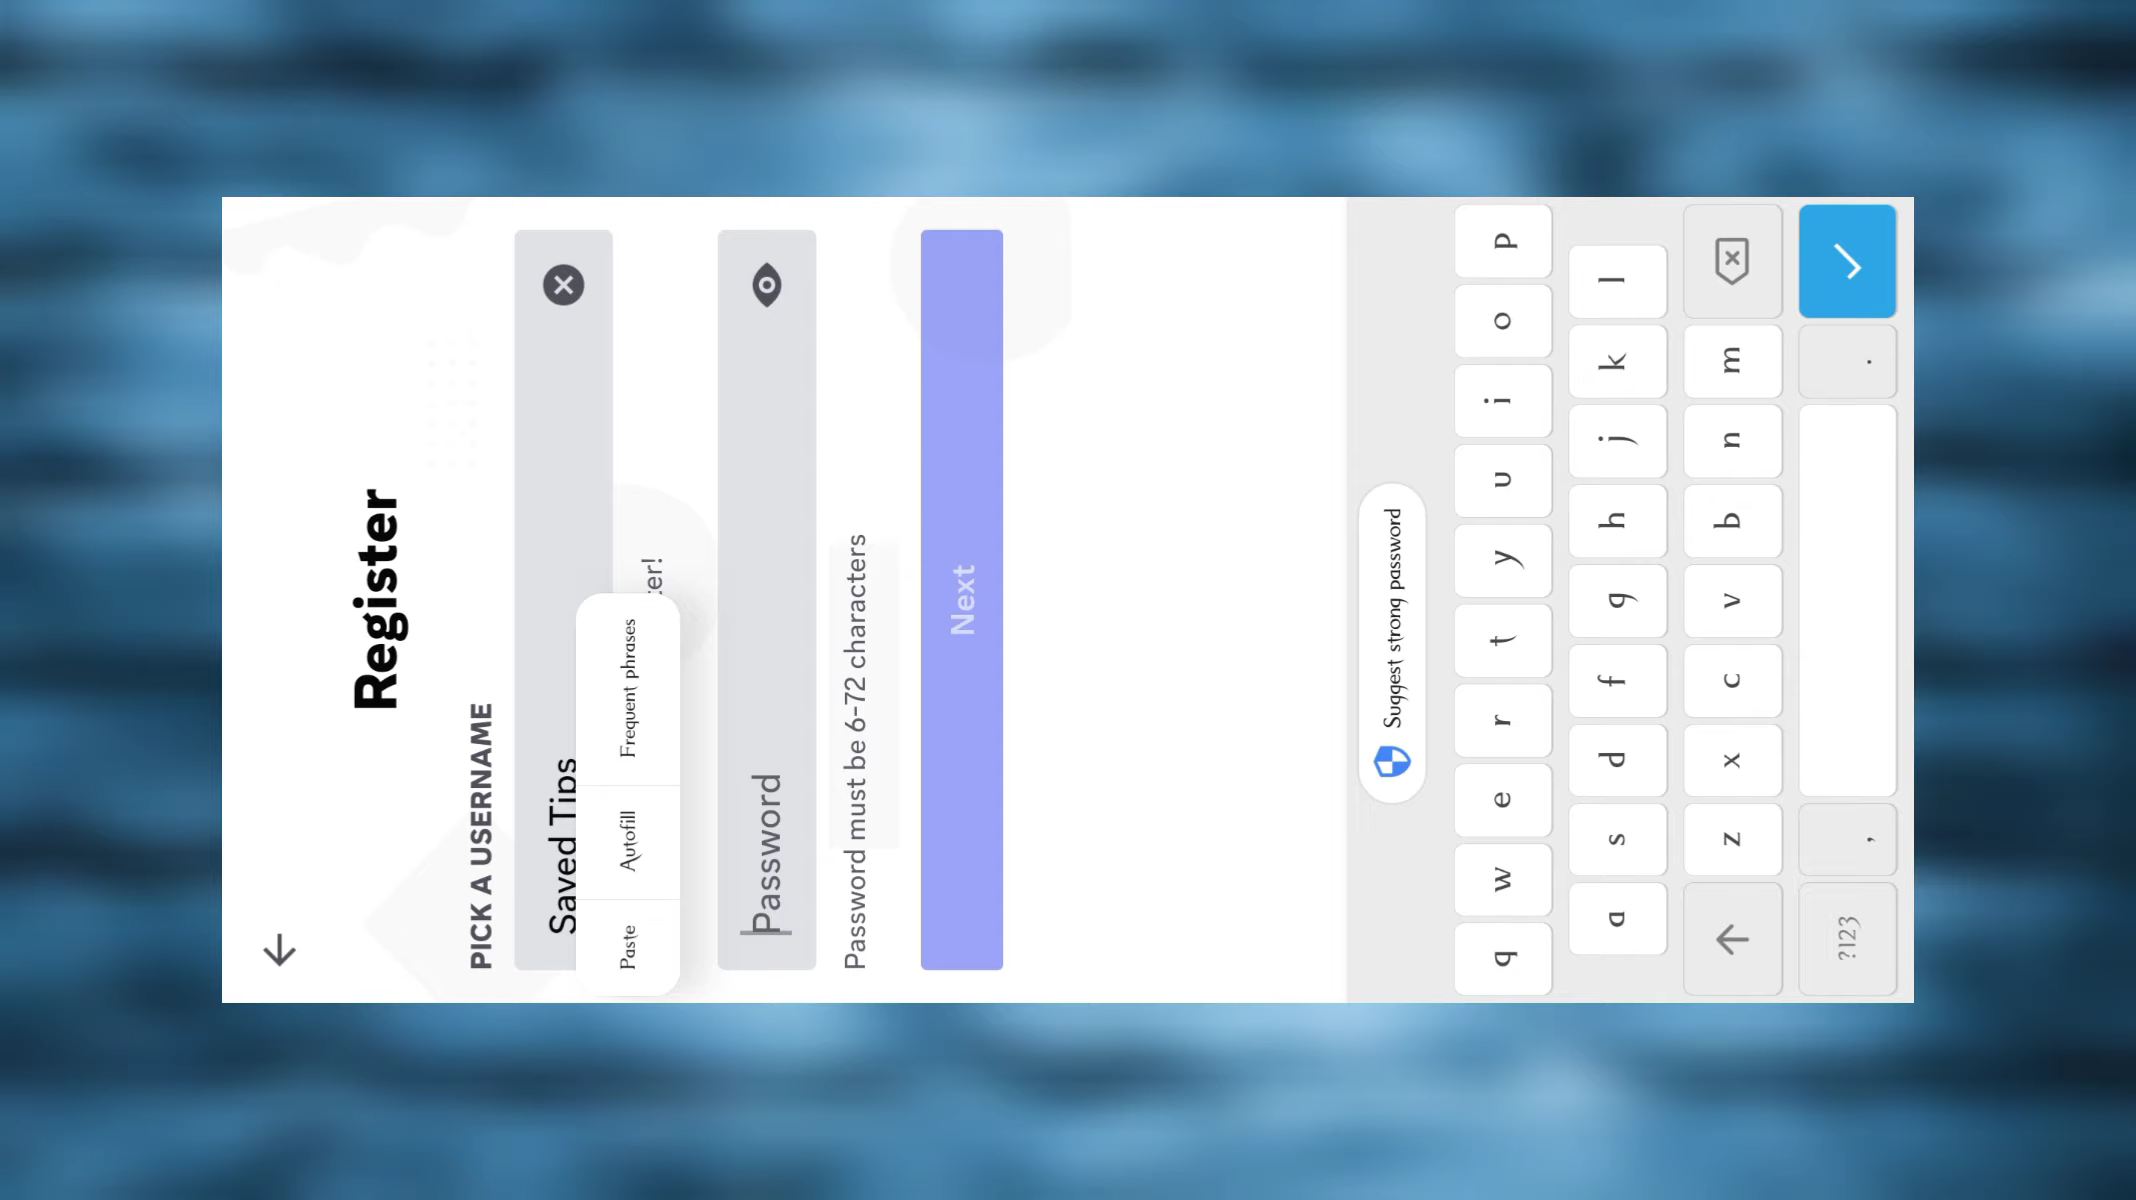 Register
PICK A USERNAME
Saved Tips
Paste Autofill Frequent phrases
Password
Password must be 6-72 characters
Next
Suggest strong password
q w e r t y u i o p
a s d f g h j k l
z x c v b n m
?123 , .